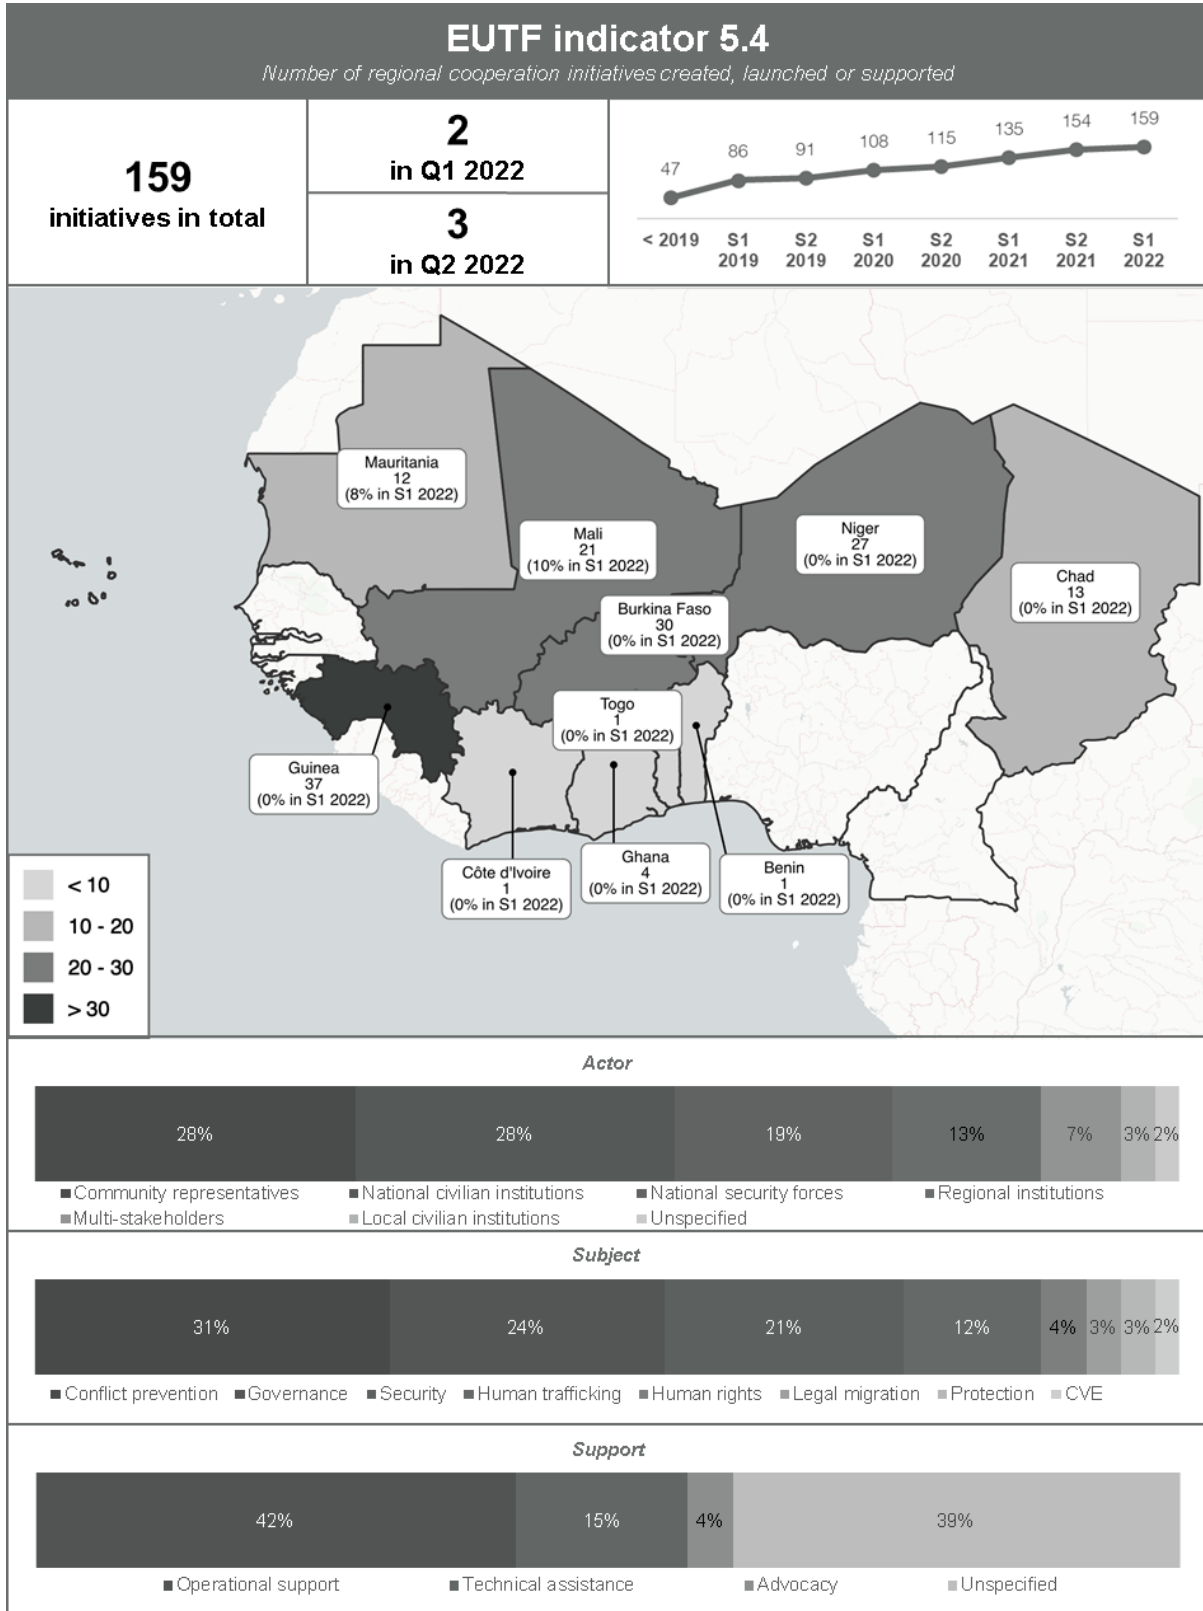 EUTF indicator 5.4
Number of regional cooperation initiatives created, launched or supported
159
initiatives in total
2
in Q1 2022
3
in Q2 2022
47
86
91
108
115
135
154
159
< 2019
S1
2019
S2
2019
S1
2020
S2
2020
S1
2021
S2
2021
S1
2022
Mauritania
12
(8% in S1 2022)
Mali
21
(10% in S1 2022)
Niger
27
(0% in S1 2022)
Chad
13
(0% in S1 2022)
Burkina Faso
30
(0% in S1 2022)
Togo
1
(0% in S1 2022)
Guinea
37
(0% in S1 2022)
Côte d'Ivoire
1
(0% in S1 2022)
Ghana
4
(0% in S1 2022)
Benin
1
(0% in S1 2022)
< 10
10 - 20
20 - 30
> 30
Actor
28% 28% 19% 13% 7% 3% 2%
Community representatives National civilian institutions National security forces Regional institutions
Multi-stakeholders Local civilian institutions Unspecified
Subject
31% 24% 21% 12% 4% 3% 3% 2%
Conflict prevention Governance Security Human trafficking Human rights Legal migration Protection CVE
Support
42% 15% 4% 39%
Operational support Technical assistance Advocacy Unspecified